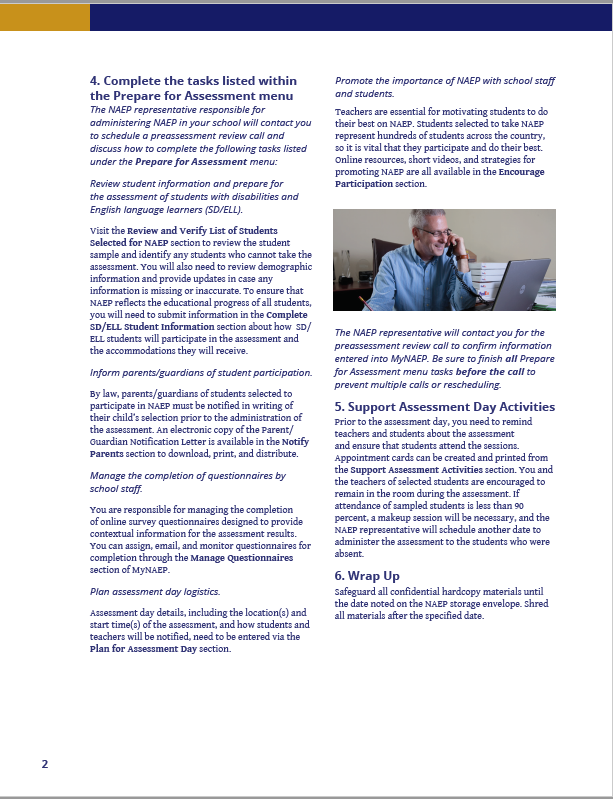 4. Complete the tasks listed within
the Prepare for Assessment menu
The NAEP representative responsible for
administering NAEP in your school will contact you
to schedule a preassessment review call and
discuss how to complete the following tasks listed
under the Prepare for Assessment menu:
Review student information and prepare for
the assessment of students with disabilities and
English language learners (SD/ELL).
Visit the Review and Verify List of Students
Selected for NAEP section to review the student
sample and identify any students who cannot take the
assessment. You will also need to review demographic
information and provide updates in case any
information is missing or inaccurate. To ensure that
NAEP reflects the educational progress of all students,
you will need to submit information in the Complete
SD/ELL Student Information section about how SD/
ELL students will participate in the assessment and
the accommodations they will receive.
Inform parents/guardians of student participation.
By law, parents/guardians of students selected to
participate in NAEP must be notified in writing of
their child's selection prior to the administration of
the assessment. An electronic copy of the Parent/
Guardian Notification Letter is available in the Notify
Parents section to download, print, and distribute.
Manage the completion of questionnaires by
school staff.
You are responsible for managing the completion
of online survey questionnaires designed to provide
contextual information for the assessment results.
You can assign, email, and monitor questionnaires for
completion through the Manage Questionnaires
section of MyNAEP.
Plan assessment day logistics.
Assessment day details, including the location(s) and
start time(s) of the assessment, and how students and
teachers will be notified, need to be entered via the
Plan for Assessment Day section.
Promote the importance of NAEP with school staff
and students.
Teachers are essential for motivating students to do
their best on NAEP. Students selected to take NAEP
represent hundreds of students across the country,
so it is vital that they participate and do their best.
Online resources, short videos, and strategies for
promoting NAEP are all available in the Encourage
Participation section.
The NAEP representative will contact you for the
preassessment review call to confirm information
entered into MyNAEP. Be sure to finish all Prepare
for Assessment menu tasks before the call to
prevent multiple calls or rescheduling.
5. Support Assessment Day Activities
Prior to the assessment day, you need to remind
teachers and students about the assessment
and ensure that students attend the sessions.
Appointment cards can be created and printed from
the Support Assessment Activities section. You and
the teachers of selected students are encouraged to
remain in the room during the assessment. If
attendance of sampled students is less than 90
percent, a makeup session will be necessary, and the
NAEP representative will schedule another date to
administer the assessment to the students who were
absent.
6. Wrap Up
Safeguard all confidential hardcopy materials until
the date noted on the NAEP storage envelope. Shred
all materials after the specified date.
2